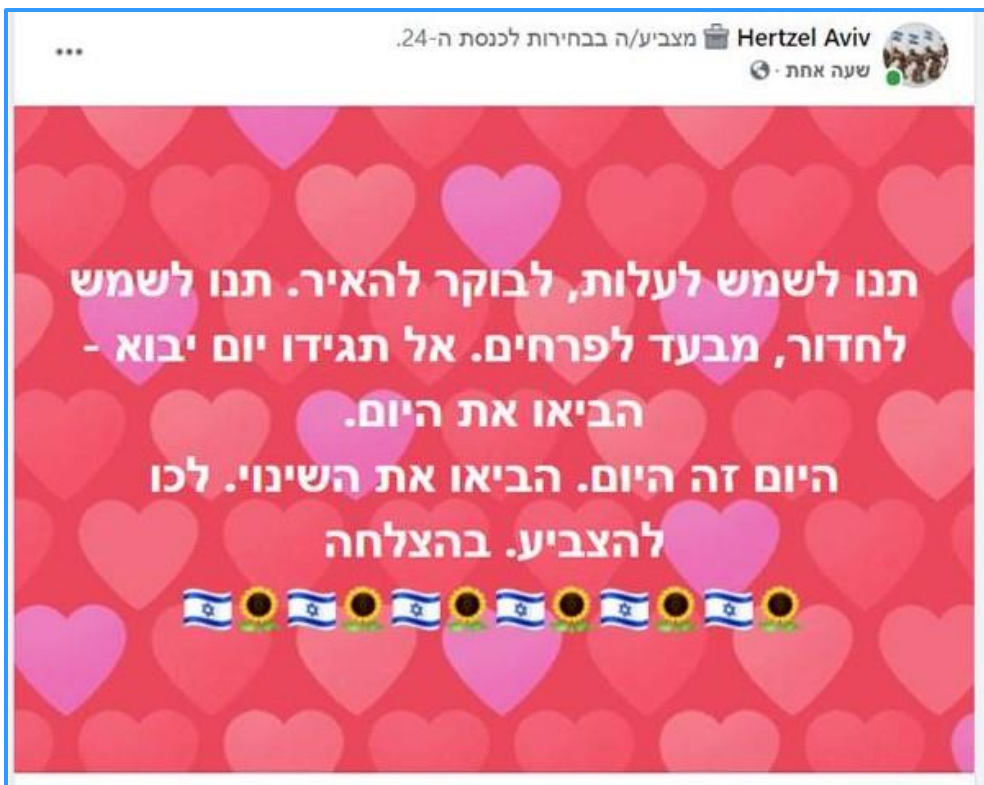 Hertzel Aviv 🗳️ מצביע/ה בבחירות לכנסת ה-24.
שעה אחת ·
תנו לשמש לעלות, לבוקר להאיר. תנו לשמש
לחדור, מבעד לפרחים. אל תגידו יום יבוא -
הביאו את היום.
היום זה היום. הביאו את השינוי. לכו
להצביע. בהצלחה
🌻🇮🇱🌻🇮🇱🌻🇮🇱🌻🇮🇱🌻🇮🇱🌻🇮🇱